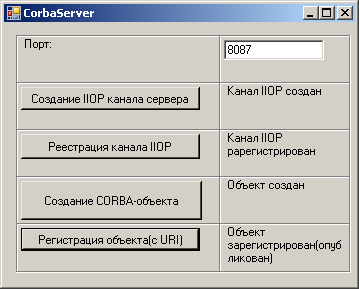 CorbaServer
Порт:
8087
Создание IIOP канала сервера
Канал IIOP создан
Реестрация канала IIOP
Канал IIOP
рарегистрирован
Создание CORBA-объекта
Объект создан
Регистрация объекта(с URI)
Объект
зарегистрирован(опуб
ликован)